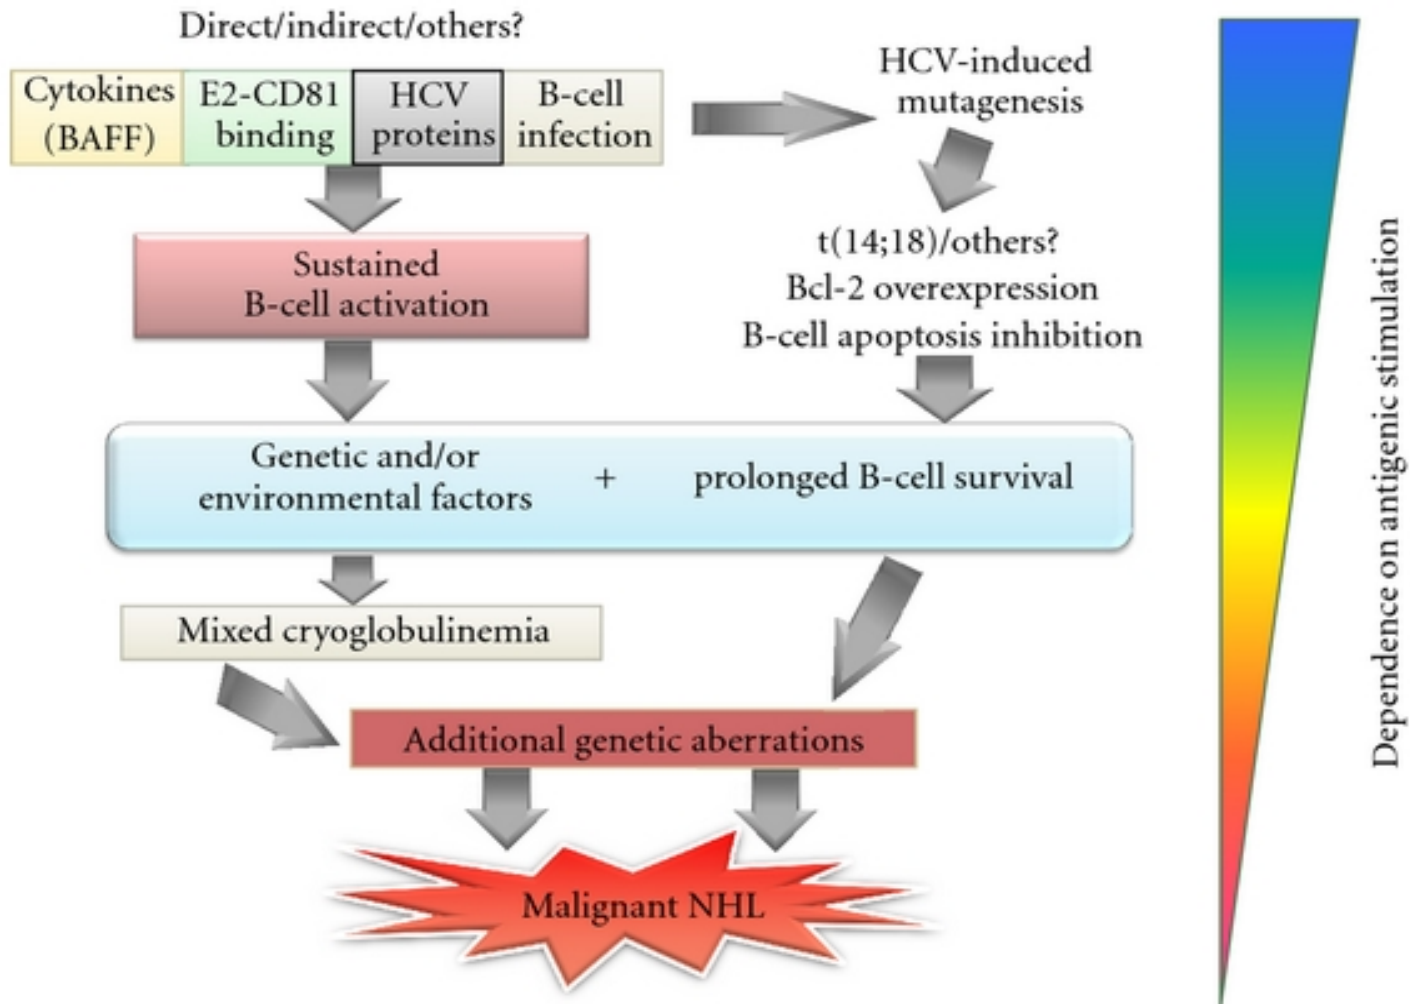 Direct/indirect/others?
Cytokines
(BAFF)
E2-CD81
binding
HCV
proteins
B-cell
infection
HCV-induced
mutagenesis
Sustained
B-cell activation
t(14;18)/others?
Bcl-2 overexpression
B-cell apoptosis inhibition
Genetic and/or
environmental factors
+
prolonged B-cell survival
Mixed cryoglobulinemia
Additional genetic aberrations
Malignant NHL
Dependence on antigenic stimulation